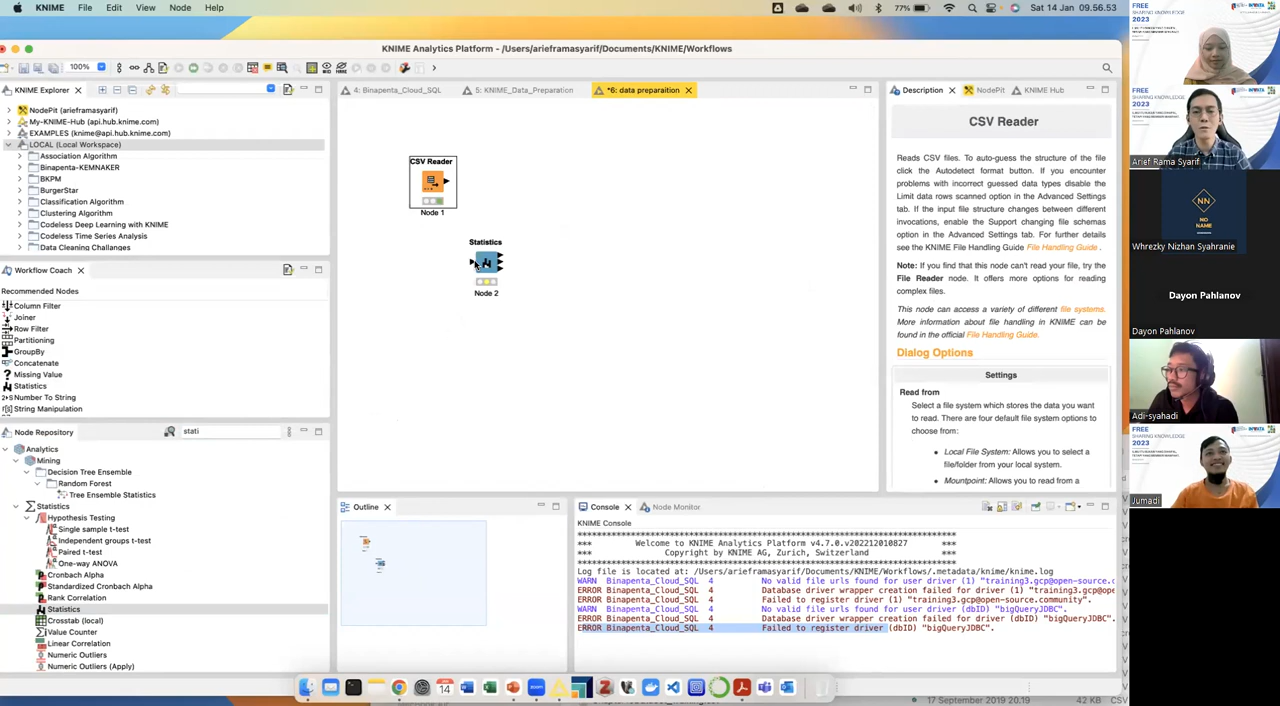 KNIME File Edit View Node Help
77%
Sat 14 Jan 09.56.53
KNIME Analytics Platform - /Users/arieframasyarif/Documents/KNIME/Workflows
100%
KNIME Explorer
NodePit (arieframasyarif)
My-KNIME-Hub (api.hub.knime.com)
EXAMPLES (knime@api.hub.knime.com)
LOCAL (Local Workspace)
Association Algorithm
Binapenta-KEMNAKER
BKPM
BurgerStar
Classification Algorithm
Clustering Algorithm
Codeless Deep Learning with KNIME
Codeless Time Series Analysis
Data Cleaning Challanges
Workflow Coach
Recommended Nodes
Column Filter
Joiner
Row Filter
Partitioning
GroupBy
Concatenate
Missing Value
Statistics
Number To String
String Manipulation
Node Repository
stati
Analytics
Mining
Decision Tree Ensemble
Random Forest
Tree Ensemble Statistics
Statistics
Hypothesis Testing
Single sample t-test
Independent groups t-test
Paired t-test
One-way ANOVA
Cronbach Alpha
Standardized Cronbach Alpha
Rank Correlation
Statistics
Crosstab (local)
Value Counter
Linear Correlation
Numeric Outliers
Numeric Outliers (Apply)
4: Binapenta_Cloud_SQL
5: KNIME_Data_Preparation
*6: data preparaition
CSV Reader
Node 1
Statistics
Node 2
Outline
Console
Node Monitor
KNIME Console
***************************************************************
*** Welcome to KNIME Analytics Platform v4.7.0.v202212010827 ***
*** Copyright by KNIME AG, Zurich, Switzerland ***
***************************************************************
Log file is located at: /Users/arieframasyarif/Documents/KNIME/Workflows/.metadata/knime/knime.log
WARN Binapenta_Cloud_SQL 4 No valid file urls found for user driver (1) "training3.gcp@open-source.c
ERROR Binapenta_Cloud_SQL 4 Database driver wrapper creation failed for driver (1) "training3.gcp@ope
ERROR Binapenta_Cloud_SQL 4 Failed to register driver (1) "training3.gcp@open-source.community".
WARN Binapenta_Cloud_SQL 4 No valid file urls found for user driver (dbID) "bigQueryJDBC".
ERROR Binapenta_Cloud_SQL 4 Database driver wrapper creation failed for driver (dbID) "bigQueryJDBC".
ERROR Binapenta_Cloud_SQL 4 Failed to register driver (dbID) "bigQueryJDBC".
Description
NodePit
KNIME Hub
CSV Reader
Reads CSV files. To auto-guess the structure of the file
click the Autodetect format button. If you encounter
problems with incorrect guessed data types disable the
Limit data rows scanned option in the Advanced Settings
tab. If the input file structure changes between different
invocations, enable the Support changing file schemas
option in the Advanced Settings tab. For further details
see the KNIME File Handling Guide File Handling Guide .
Note: If you find that this node can't read your file, try the
File Reader node. It offers more options for reading
complex files.
This node can access a variety of different file systems.
More information about file handling in KNIME can be
found in the official File Handling Guide.
Dialog Options
Settings
Read from
Select a file system which stores the data you want
to read. There are four default file system options to
choose from:
• Local File System: Allows you to select a
file/folder from your local system.
• Mountpoint: Allows you to read from a
14
17 September 2019 20.19 42 KB CSV
FREE
SHARING KNOWLEDGE
2023
FREE
SHARING KNOWLEDGE
2023
Arief Rama Syarif
NN
NO
NAME
Whrezky Nizhan Syahranie
Dayon Pahlanov
Dayon Pahlanov
Adi-syahadi
FREE
SHARING KNOWLEDGE
2023
Jumadi